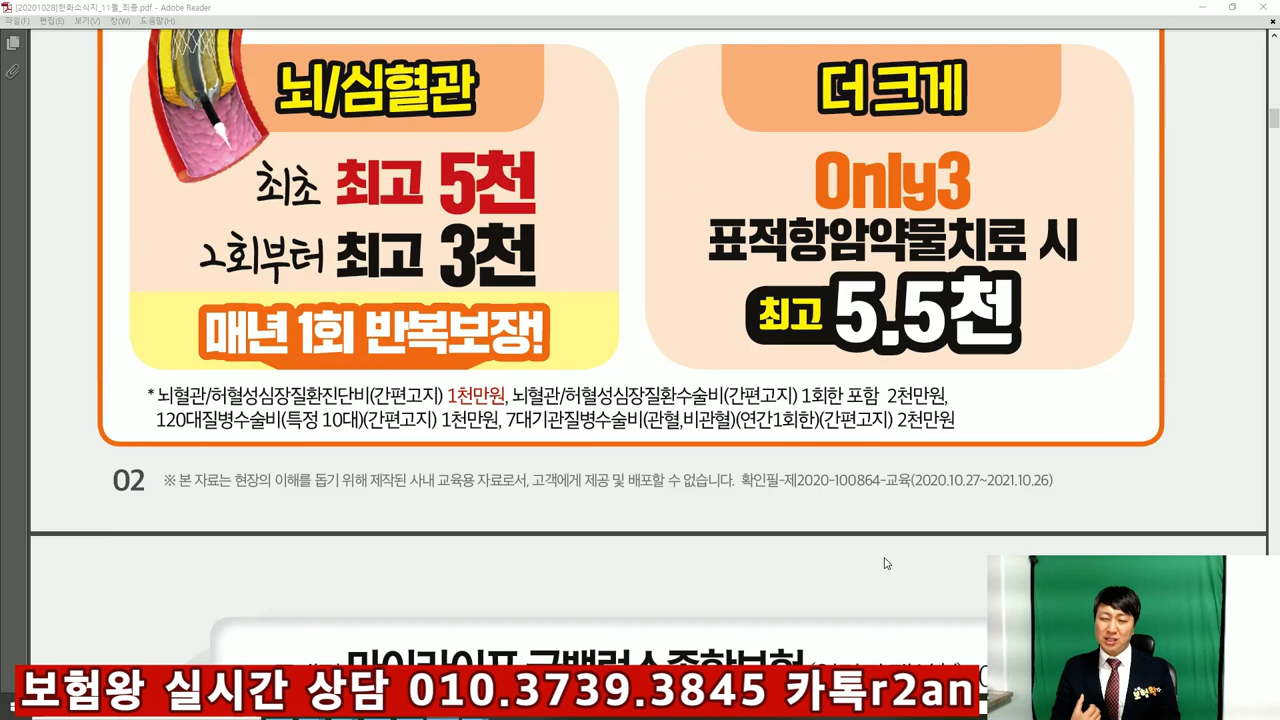 [20201028]한화소식지_11월_최종.pdf - Adobe Reader
파일(F) 편집(E) 보기(V) 창(W) 도움말(H)
뇌/심혈관
최초 최고 5천
2회부터 최고 3천
매년 1회 반복보장!
더 크게
Only3
표적항암약물치료 시
최고 5.5천
* 뇌혈관/허혈성심장질환진단비(간편고지) 1천만원, 뇌혈관/허혈성심장질환수술비(간편고지) 1회한 포함 2천만원,
120대질병수술비(특정 10대)(간편고지) 1천만원, 7대기관질병수술비(관혈,비관혈)(연간1회한)(간편고지) 2천만원
02 ※ 본 자료는 현장의 이해를 돕기 위해 제작된 사내 교육용 자료로서, 고객에게 제공 및 배포할 수 없습니다. 확인필-제2020-100864-교육(2020.10.27~2021.10.26)
보험왕 실시간 상담 010.3739.3845 카톡r2an